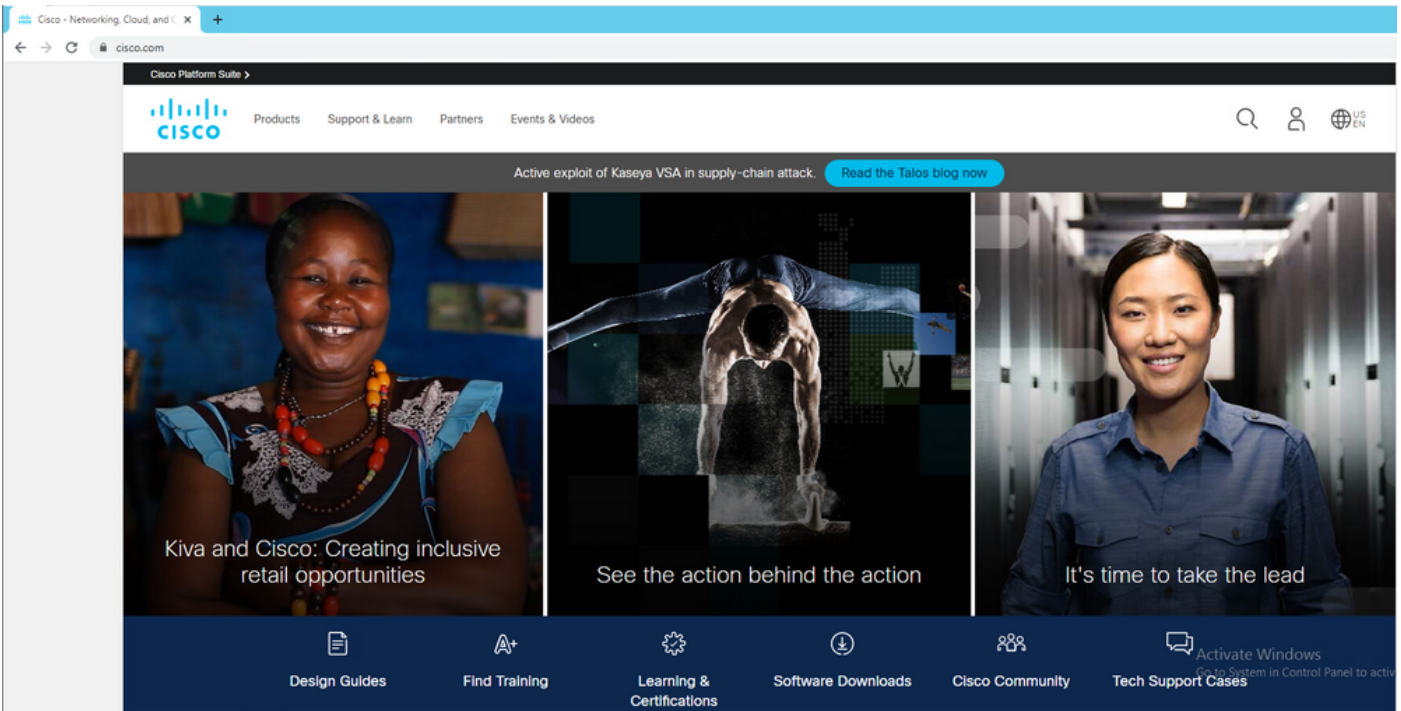 Cisco - Networking, Cloud, and C
cisco.com
Cisco Platform Suite >
CISCO
Products Support & Learn Partners Events & Videos
US
EN
Active exploit of Kaseya VSA in supply-chain attack. Read the Talos blog now
Kiva and Cisco: Creating inclusive
retail opportunities
See the action behind the action
It's time to take the lead
Design Guides
Find Training
Learning &
Certifications
Software Downloads
Cisco Community
Tech Support Cases
Activate Windows
Go to System in Control Panel to activ